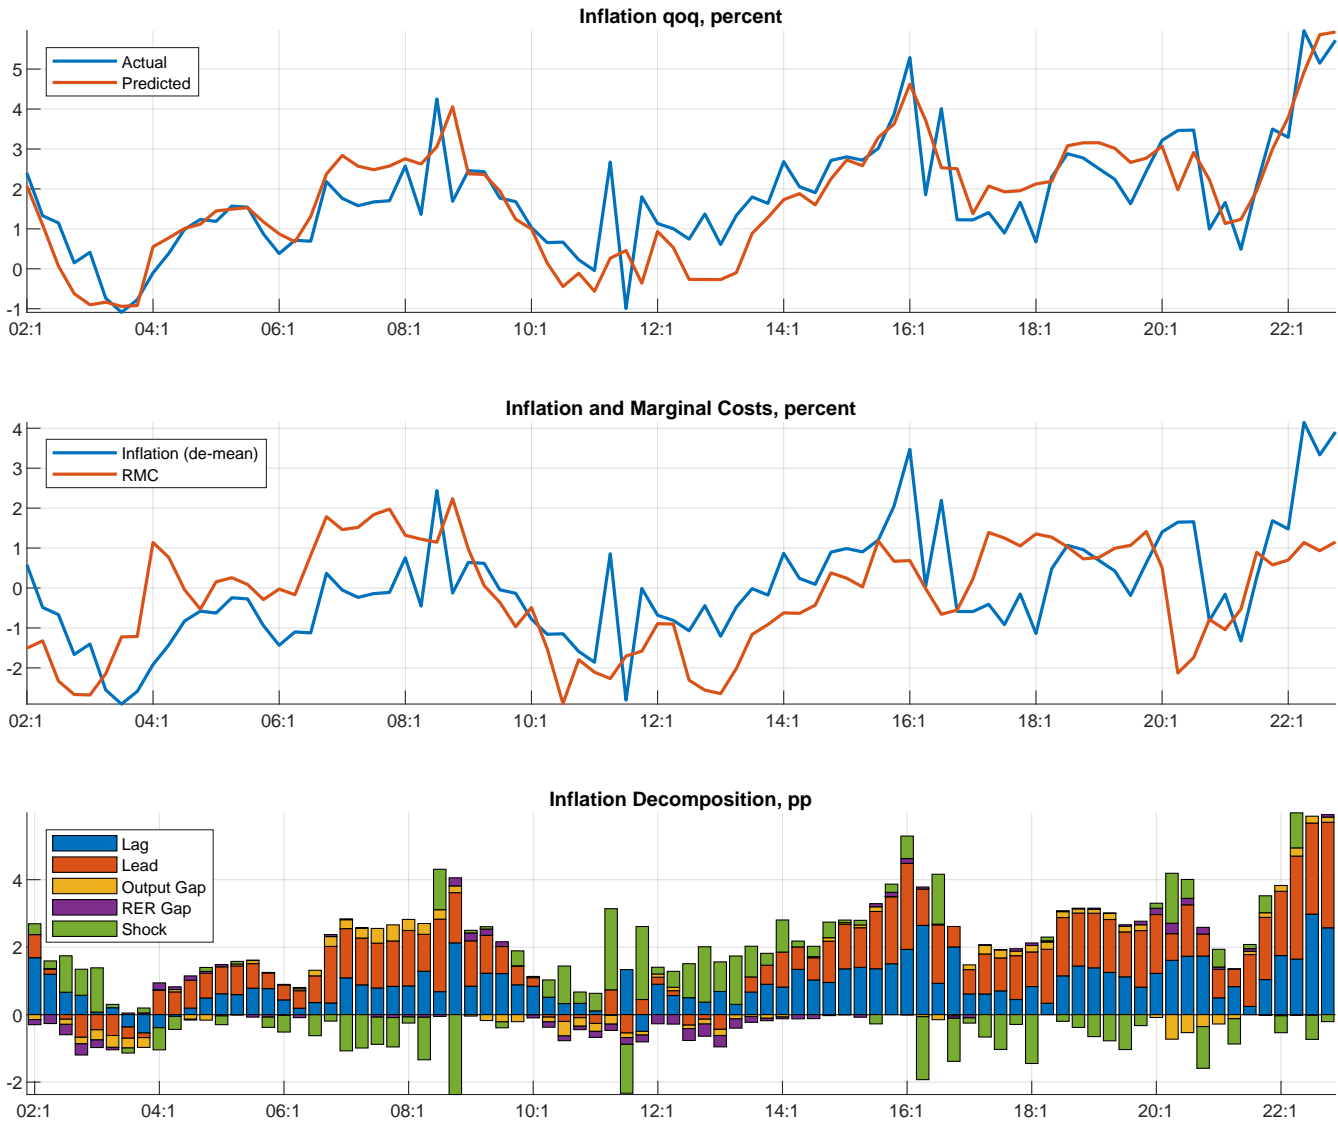 Inflation qoq, percent
Actual
Predicted
5
4
3
2
1
0
-1
02:1 04:1 06:1 08:1 10:1 12:1 14:1 16:1 18:1 20:1 22:1
Inflation and Marginal Costs, percent
Inflation (de-mean)
RMC
4
3
2
1
0
-1
-2
02:1 04:1 06:1 08:1 10:1 12:1 14:1 16:1 18:1 20:1 22:1
Inflation Decomposition, pp
Lag
Lead
Output Gap
RER Gap
Shock
4
2
0
-2
02:1 04:1 06:1 08:1 10:1 12:1 14:1 16:1 18:1 20:1 22:1